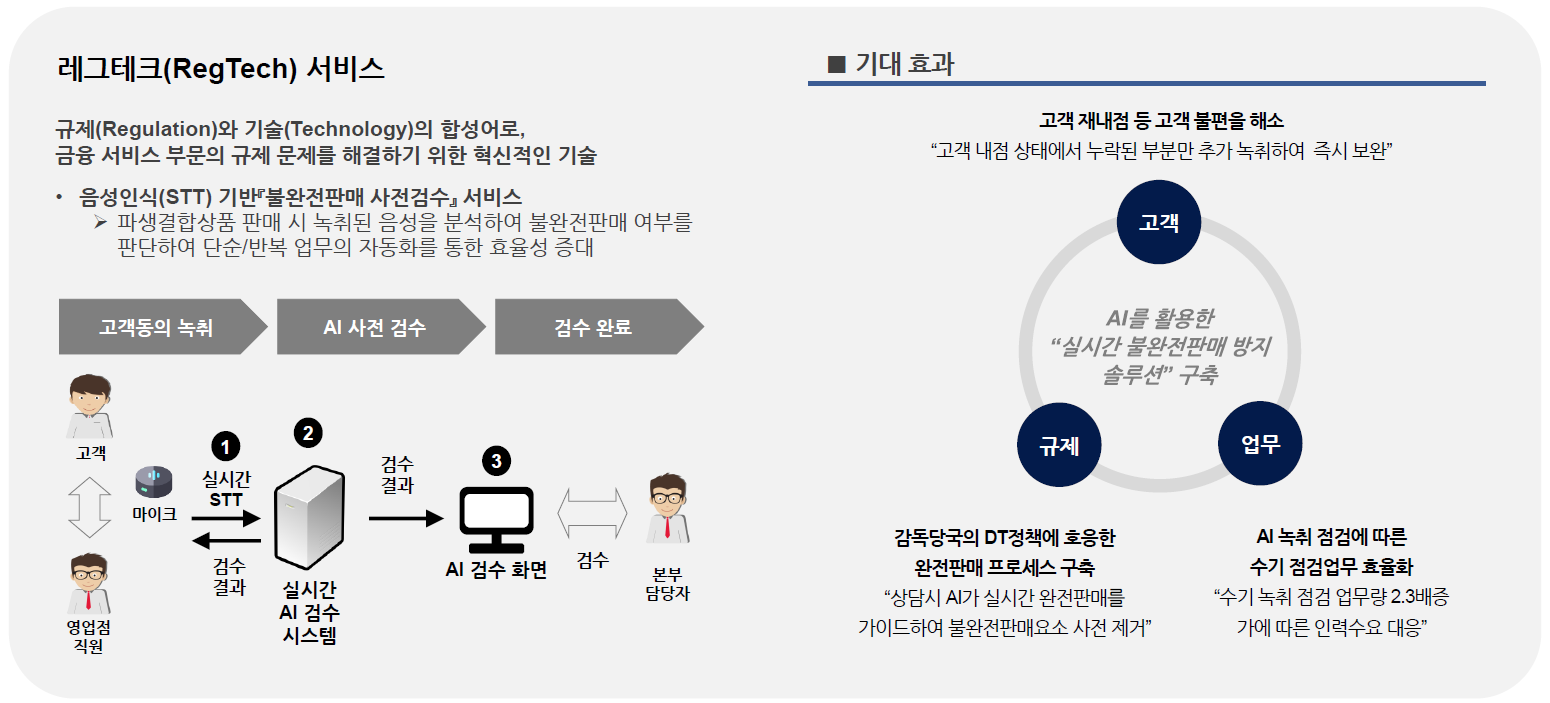 레그테크(RegTech) 서비스
규제(Regulation)와 기술(Technology)의 합성어로,
금융 서비스 부문의 규제 문제를 해결하기 위한 혁신적인 기술
• 음성인식(STT) 기반『불완전판매 사전검수』 서비스
➢ 파생결합상품 판매 시 녹취된 음성을 분석하여 불완전판매 여부를
판단하여 단순/반복 업무의 자동화를 통한 효율성 증대
고객동의 녹취
AI 사전 검수
검수 완료
고객
마이크
영업점
직원
1
실시간
STT
검수
결과
2
실시간
AI 검수
시스템
검수
결과
3
AI 검수 화면
검수
본부
담당자
■ 기대 효과
고객 재내점 등 고객 불편을 해소
“고객 내점 상태에서 누락된 부분만 추가 녹취하여 즉시 보완”
고객
AI를 활용한
“실시간 불완전판매 방지
솔루션” 구축
규제
업무
감독당국의 DT정책에 호응한
완전판매 프로세스 구축
“상담시 AI가 실시간 완전판매를
가이드하여 불완전판매요소 사전 제거”
AI 녹취 점검에 따른
수기 점검업무 효율화
“수기 녹취 점검 업무량 2.3배증
가에 따른 인력수요 대응”